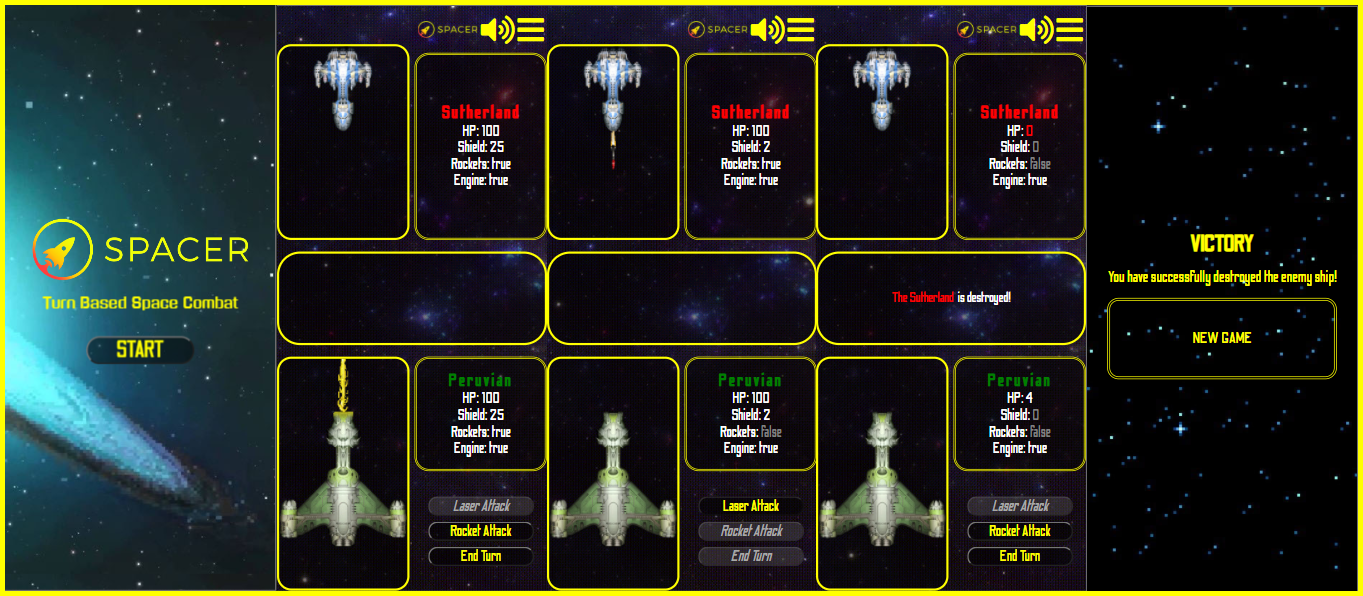 SPACER
Turn Based Space Combat
START
SPACER
Sutherland
HP: 100
Shield: 25
Rockets: true
Engine: true
Peruvian
HP: 100
Shield: 25
Rockets: true
Engine: true
Laser Attack
Rocket Attack
End Turn
SPACER
Sutherland
HP: 100
Shield: 2
Rockets: true
Engine: true
Peruvian
HP: 100
Shield: 2
Rockets: false
Engine: true
Laser Attack
Rocket Attack
End Turn
SPACER
Sutherland
HP: 0
Shield: 0
Rockets: false
Engine: true
The Sutherland is destroyed!
Peruvian
HP: 4
Shield: 0
Rockets: false
Engine: true
Laser Attack
Rocket Attack
End Turn
VICTORY
You have successfully destroyed the enemy ship!
NEW GAME